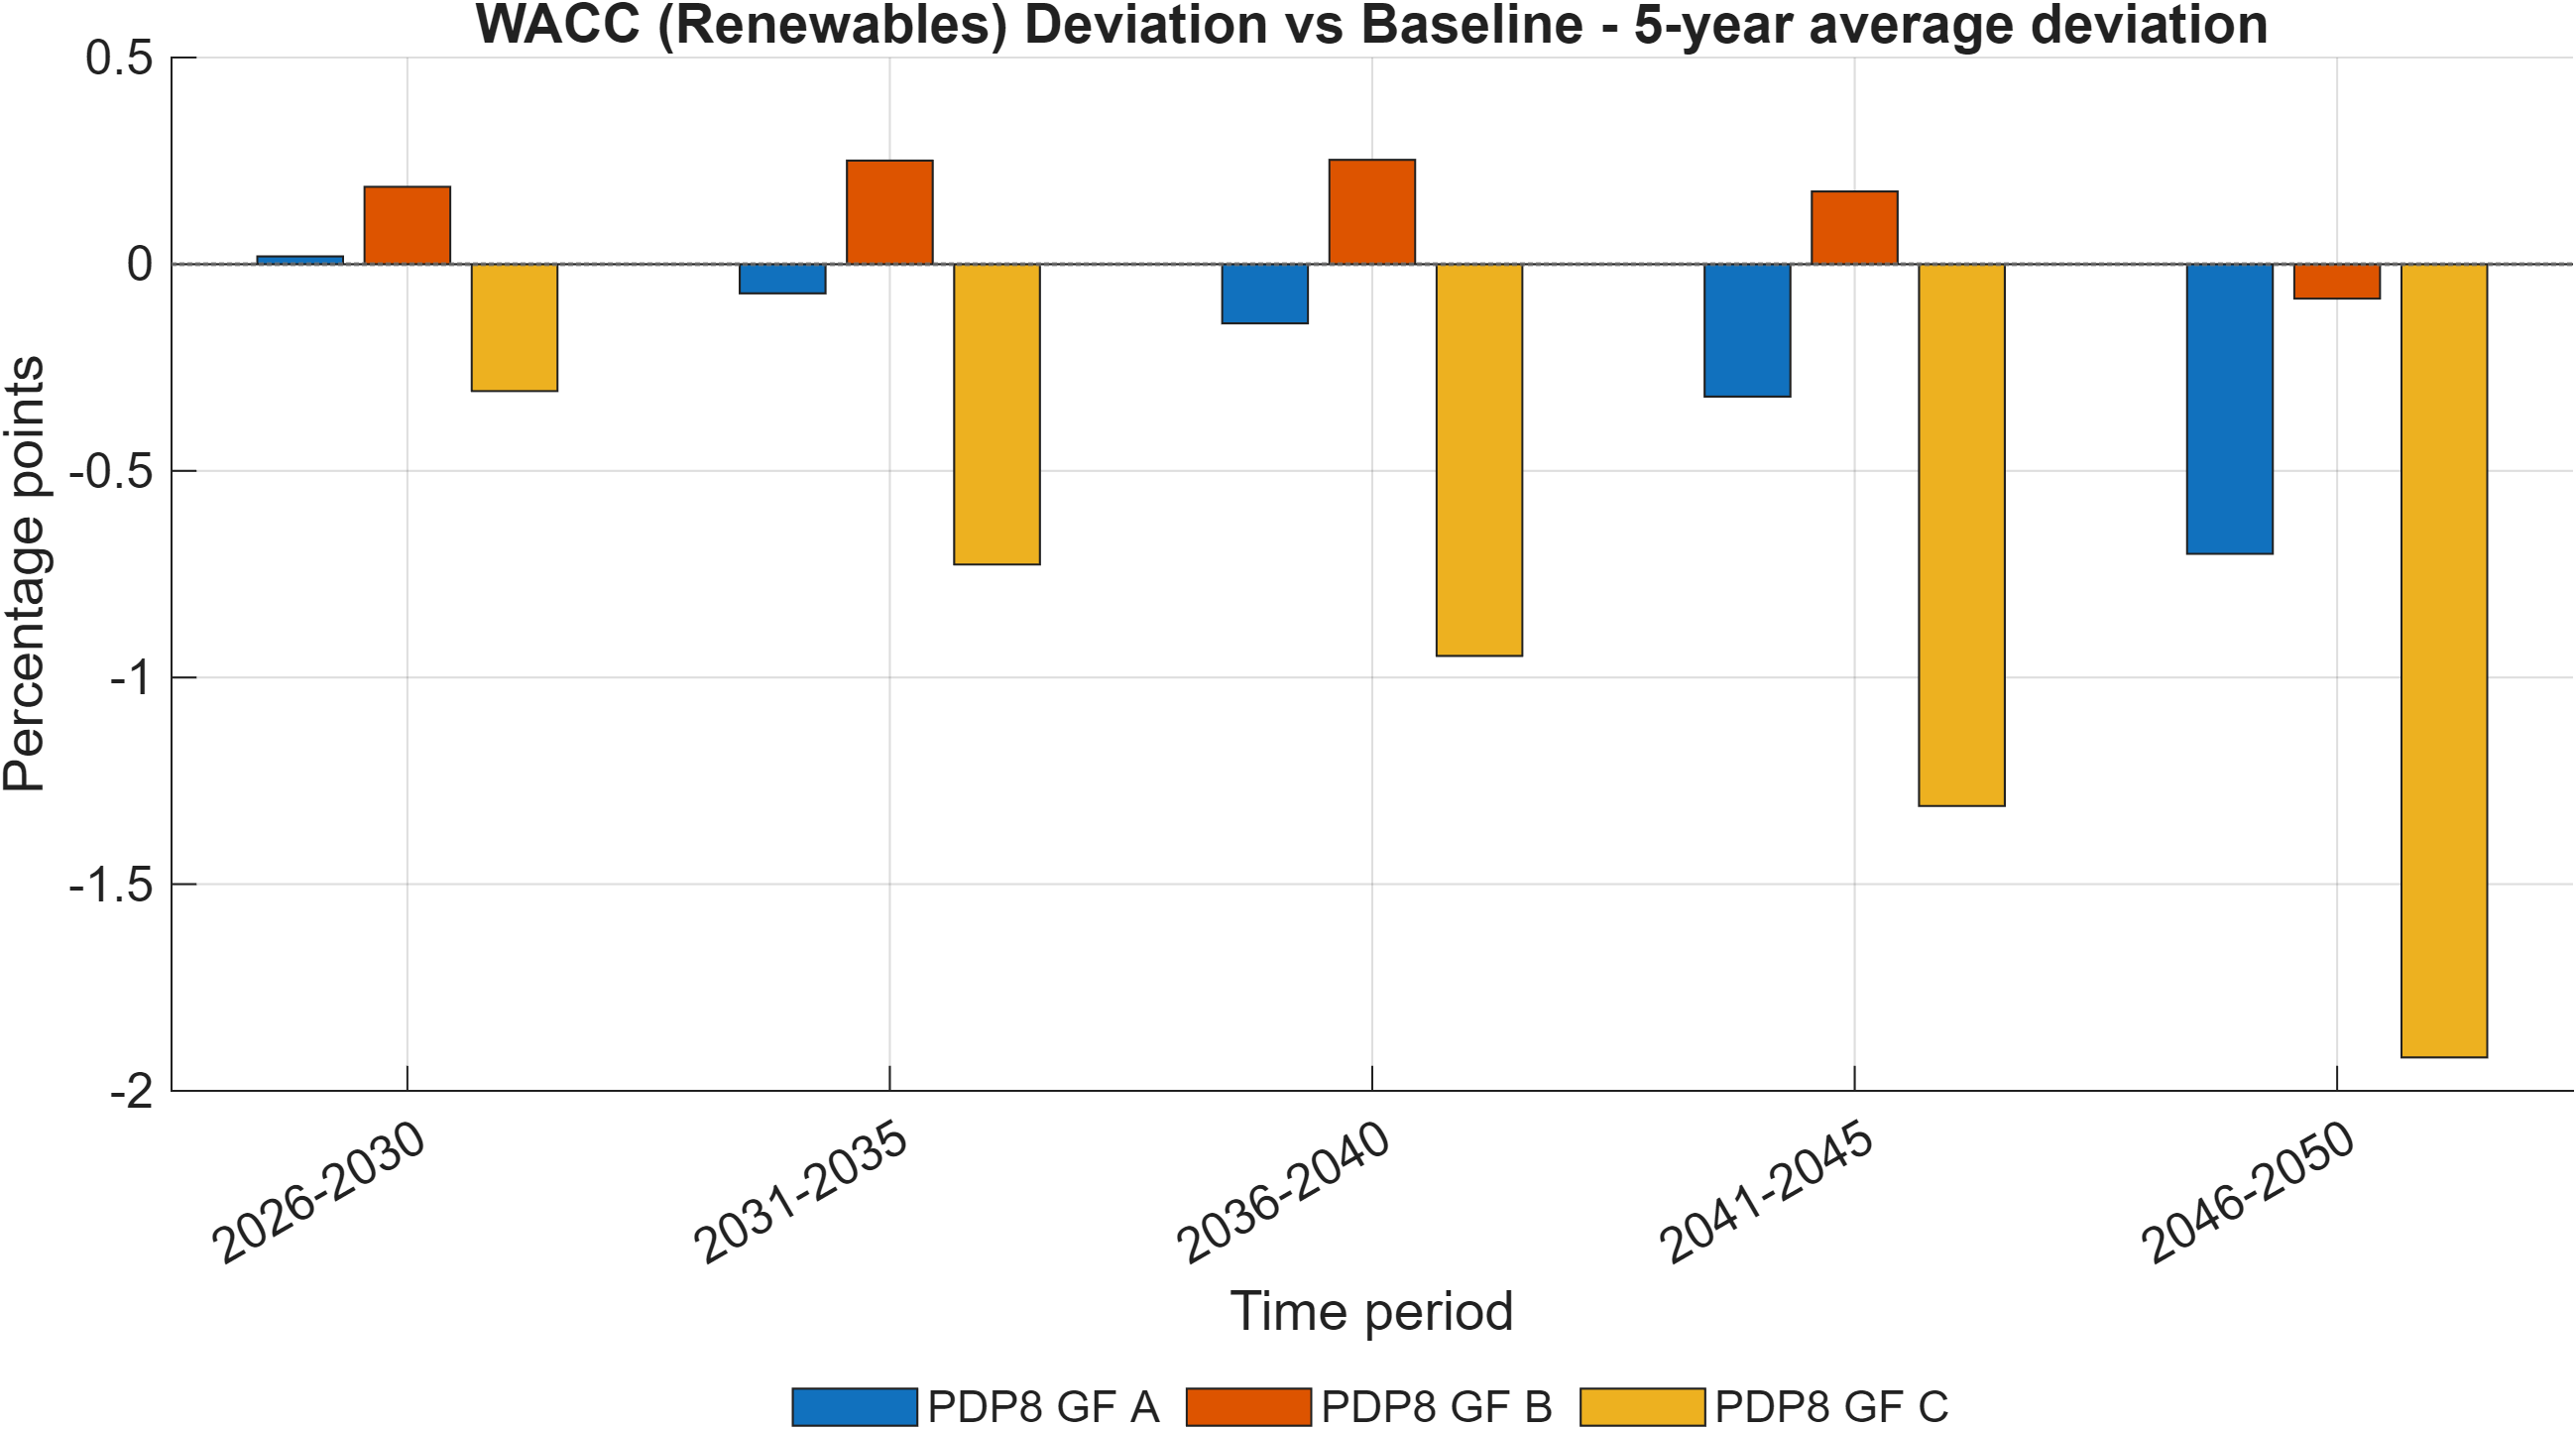 WACC (Renewables) Deviation vs Baseline - 5-year average deviation
Percentage points
0.5
0
-0.5
-1
-1.5
-2
2026-2030
2031-2035
2036-2040
2041-2045
2046-2050
Time period
PDP8 GF A
PDP8 GF B
PDP8 GF C